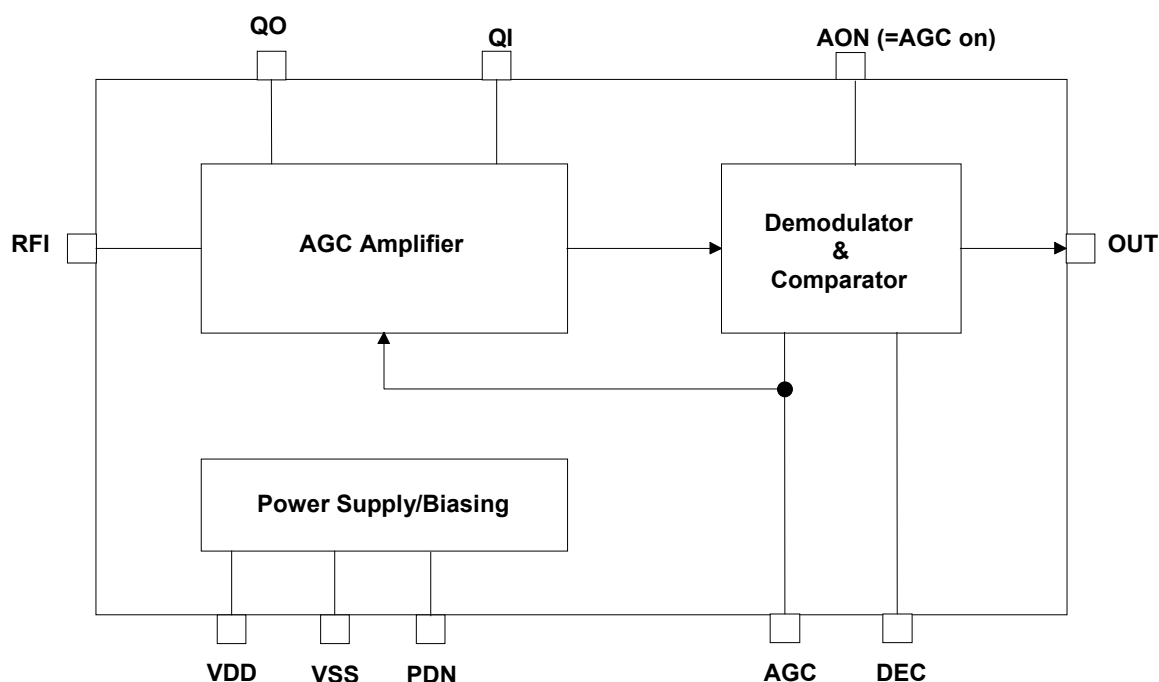 QO
QI
AON (=AGC on)
RFI
AGC Amplifier
Demodulator
&
Comparator
OUT
Power Supply/Biasing
VDD
VSS
PDN
AGC
DEC